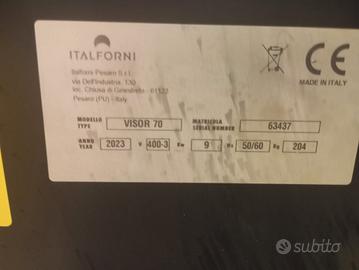 ITALFORNI
Italforni Pesaro S.r.l.
via Dell'Industria, 130
loc. Chiusa di Ginestreto - 61122
Pesaro (PU) - Italy
CE
MADE IN ITALY
MODELLO TYPE VISOR 70 MATRICOLA SERIAL NUMBER 63437
ANNO YEAR 2023 V 400-3 Kw 9 Hz 50/60 Kg 204
subito